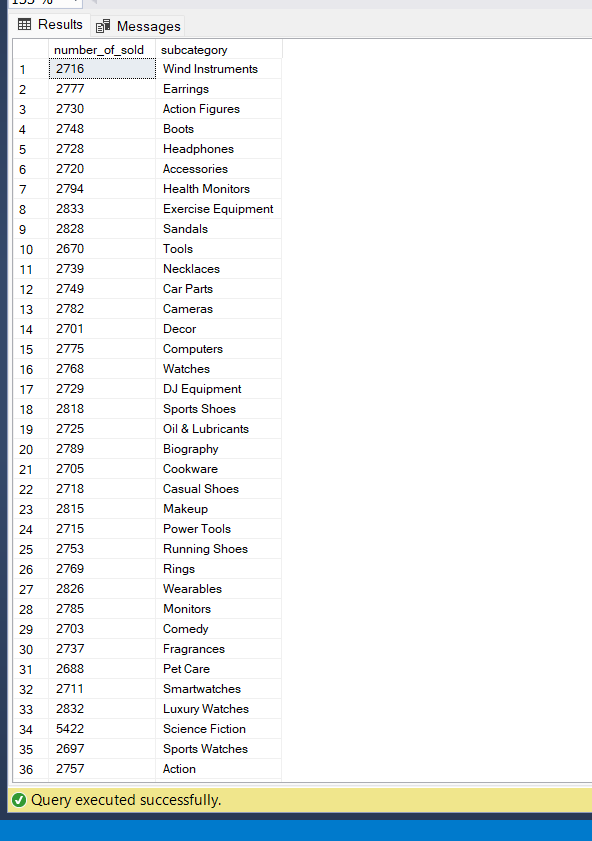 Results Messages
number_of_sold subcategory
1 2716 Wind Instruments
2 2777 Earrings
3 2730 Action Figures
4 2748 Boots
5 2728 Headphones
6 2720 Accessories
7 2794 Health Monitors
8 2833 Exercise Equipment
9 2828 Sandals
10 2670 Tools
11 2739 Necklaces
12 2749 Car Parts
13 2782 Cameras
14 2701 Decor
15 2775 Computers
16 2768 Watches
17 2729 DJ Equipment
18 2818 Sports Shoes
19 2725 Oil & Lubricants
20 2789 Biography
21 2705 Cookware
22 2718 Casual Shoes
23 2815 Makeup
24 2715 Power Tools
25 2753 Running Shoes
26 2769 Rings
27 2826 Wearables
28 2785 Monitors
29 2703 Comedy
30 2737 Fragrances
31 2688 Pet Care
32 2711 Smartwatches
33 2832 Luxury Watches
34 5422 Science Fiction
35 2697 Sports Watches
36 2757 Action
Query executed successfully.